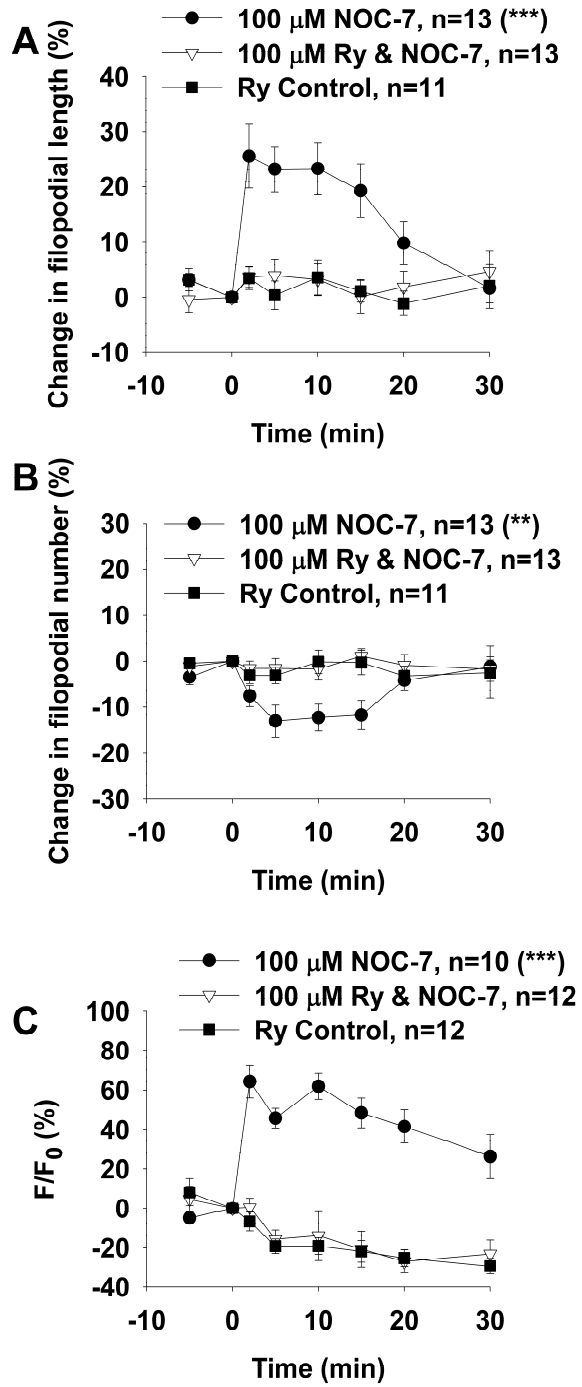 A
100 μM NOC-7, n=13 (***)
100 μM Ry & NOC-7, n=13
Ry Control, n=11
Change in filopodial length (%)
40
30
20
10
0
-10
-10 0 10 20 30
Time (min)
B
100 μM NOC-7, n=13 (**)
100 μM Ry & NOC-7, n=13
Ry Control, n=11
Change in filopodial number (%)
30
20
10
0
-10
-20
-30
-10 0 10 20 30
Time (min)
C
100 μM NOC-7, n=10 (***)
100 μM Ry & NOC-7, n=12
Ry Control, n=12
F/F0 (%)
100
80
60
40
20
0
-20
-40
-10 0 10 20 30
Time (min)